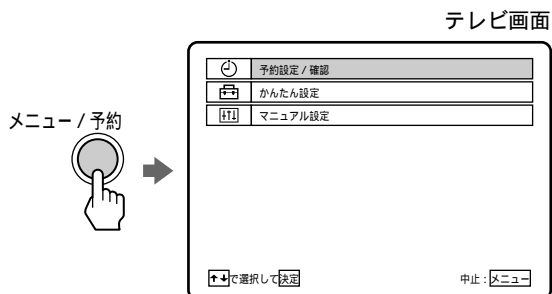 テレビ画面
メニュー / 予約
予約設定 / 確認
かんたん設定
マニュアル設定
↑↓で選択して決定
中止:メニュー